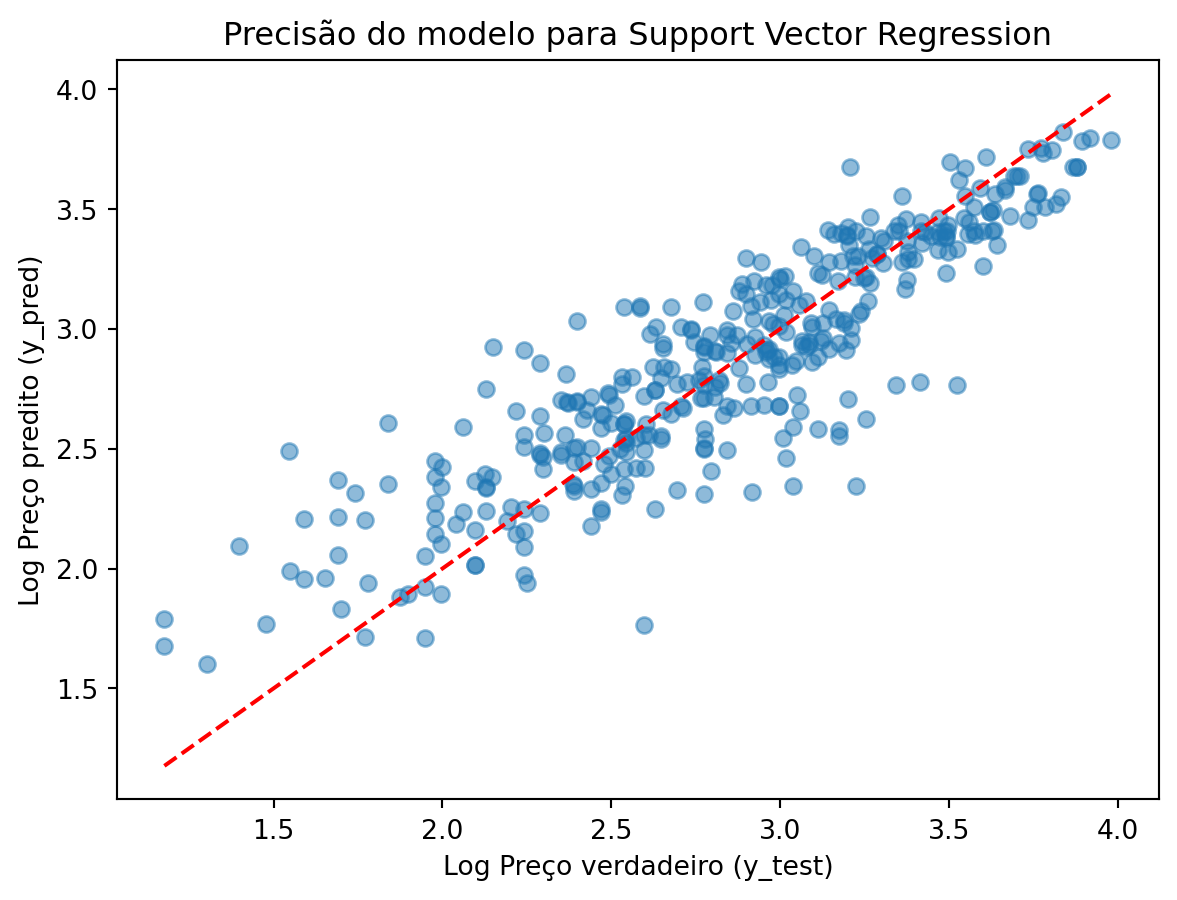 Precisão do modelo para Support Vector Regression
4.0
3.5
3.0
2.5
2.0
1.5
Log Preço predito (y_pred)
1.5 2.0 2.5 3.0 3.5 4.0
Log Preço verdadeiro (y_test)